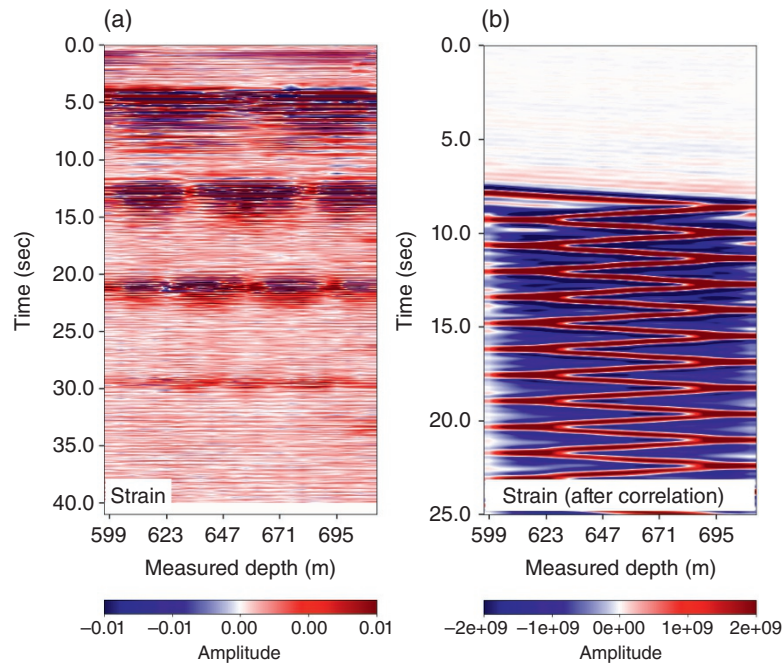 (a)
0.0
5.0
10.0
15.0
20.0
25.0
30.0
35.0
40.0
Time (sec)
Strain
599 623 647 671 695
Measured depth (m)
–0.01 –0.01 0.00 0.00 0.01
Amplitude
(b)
0.0
5.0
10.0
15.0
20.0
25.0
Time (sec)
Strain (after correlation)
599 623 647 671 695
Measured depth (m)
–2e+09 –1e+09 0e+00 1e+09 2e+09
Amplitude